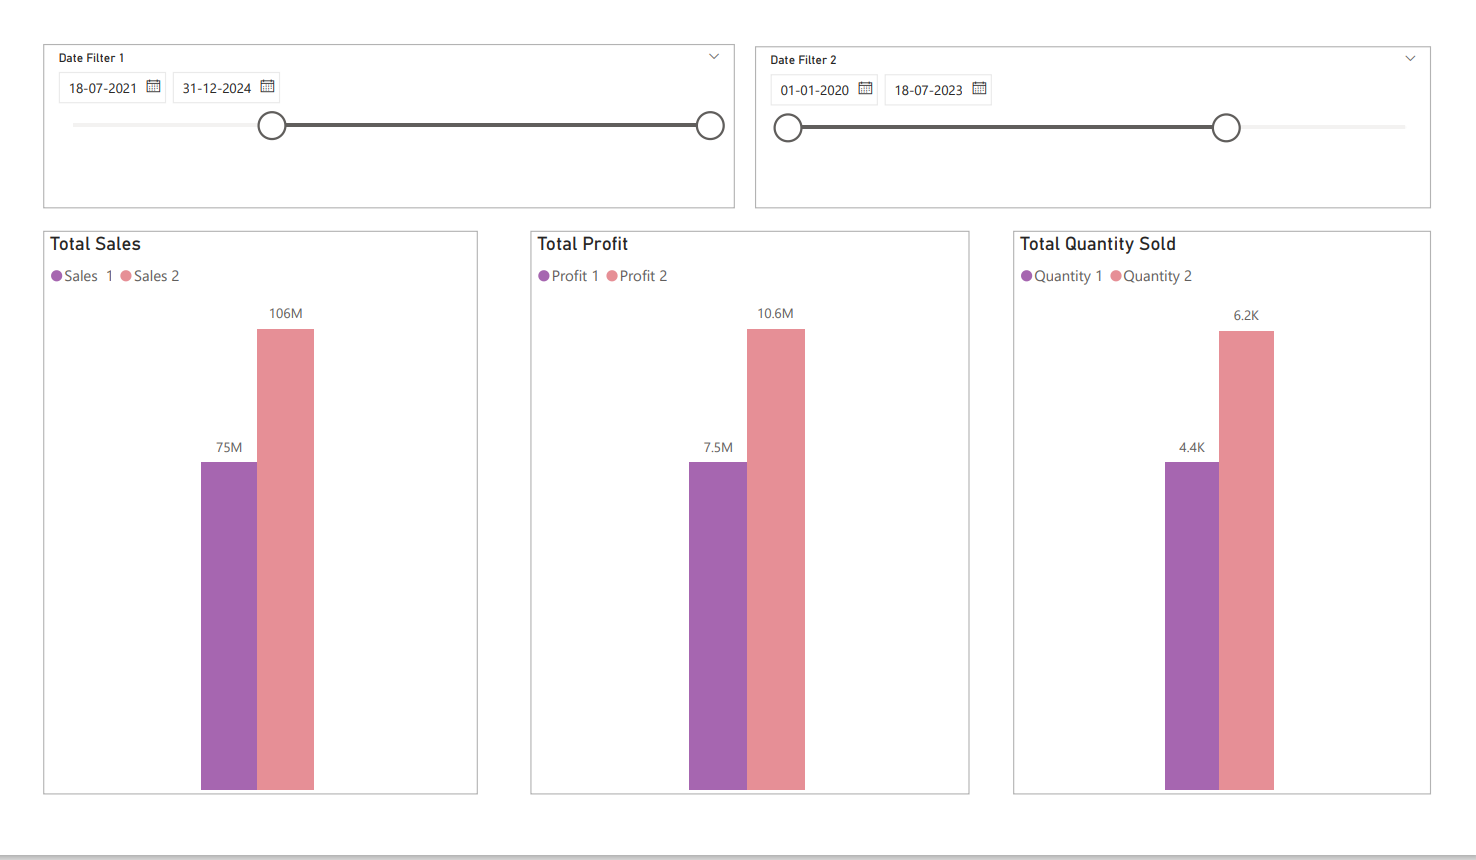 Date Filter 1
18-07-2021 31-12-2024
Date Filter 2
01-01-2020 18-07-2023
Total Sales
Sales 1 Sales 2
106M
75M
Total Profit
Profit 1 Profit 2
10.6M
7.5M
Total Quantity Sold
Quantity 1 Quantity 2
6.2K
4.4K